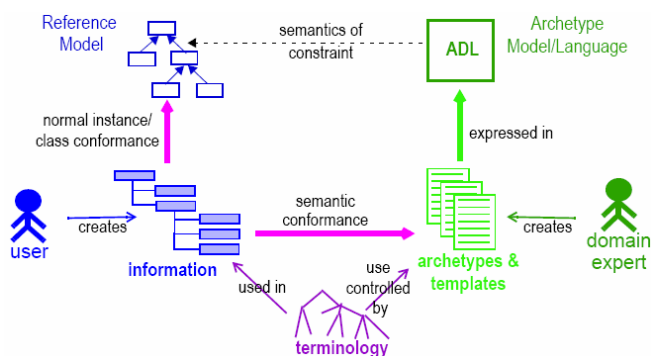 Reference
Model
semantics of
constraint
ADL
Archetype
Model/Language
normal instance/
class conformance
expressed in
user
creates
information
semantic
conformance
archetypes &
templates
creates
domain
expert
used in
use
controlled
by
terminology